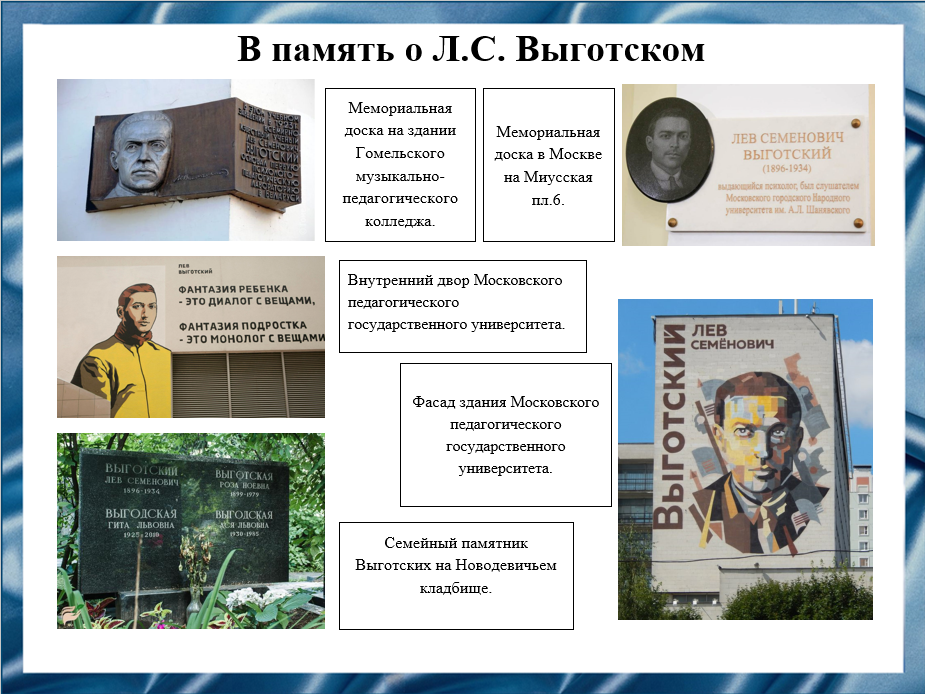 В память о Л.С. Выготском
Мемориальная
доска на здании
Гомельского
музыкально-
педагогического
колледжа.
Мемориальная
доска в Москве
на Миусская
пл.6.
ВЫГОТСКИЙ
ЛЕВ СЕМЕНОВИЧ
ВЫГОТСКИЙ
(1896-1934)
выдающийся психолог, был слушателем
Московского городского Народного
университета им. А.Л. Шанявского
ЛЕВ
ВЫГОТСКИЙ
ФАНТАЗИЯ РЕБЕНКА
- ЭТО ДИАЛОГ С ВЕЩАМИ,
ФАНТАЗИЯ ПОДРОСТКА
- ЭТО МОНОЛОГ С ВЕЩАМИ
Внутренний двор Московского
педагогического
государственного университета.
Фасад здания Московского
педагогического
государственного
университета.
ВЫГОТСКИЙ
ЛЕВ
СЕМЁНОВИЧ
ВЫГОТСКИЙ
ЛЕВ СЕМЕНОВИЧ
1896-1934
ВЫГОТСКАЯ
РОЗА НОЕВНА
1899-1979
ВЫГОДСКАЯ
ГИТА ЛЬВОВНА
1925-2010
ВЫГОДСКАЯ
АСЯ ЛЬВОВНА
1930-1985
Семейный памятник
Выготских на Новодевичьем
кладбище.